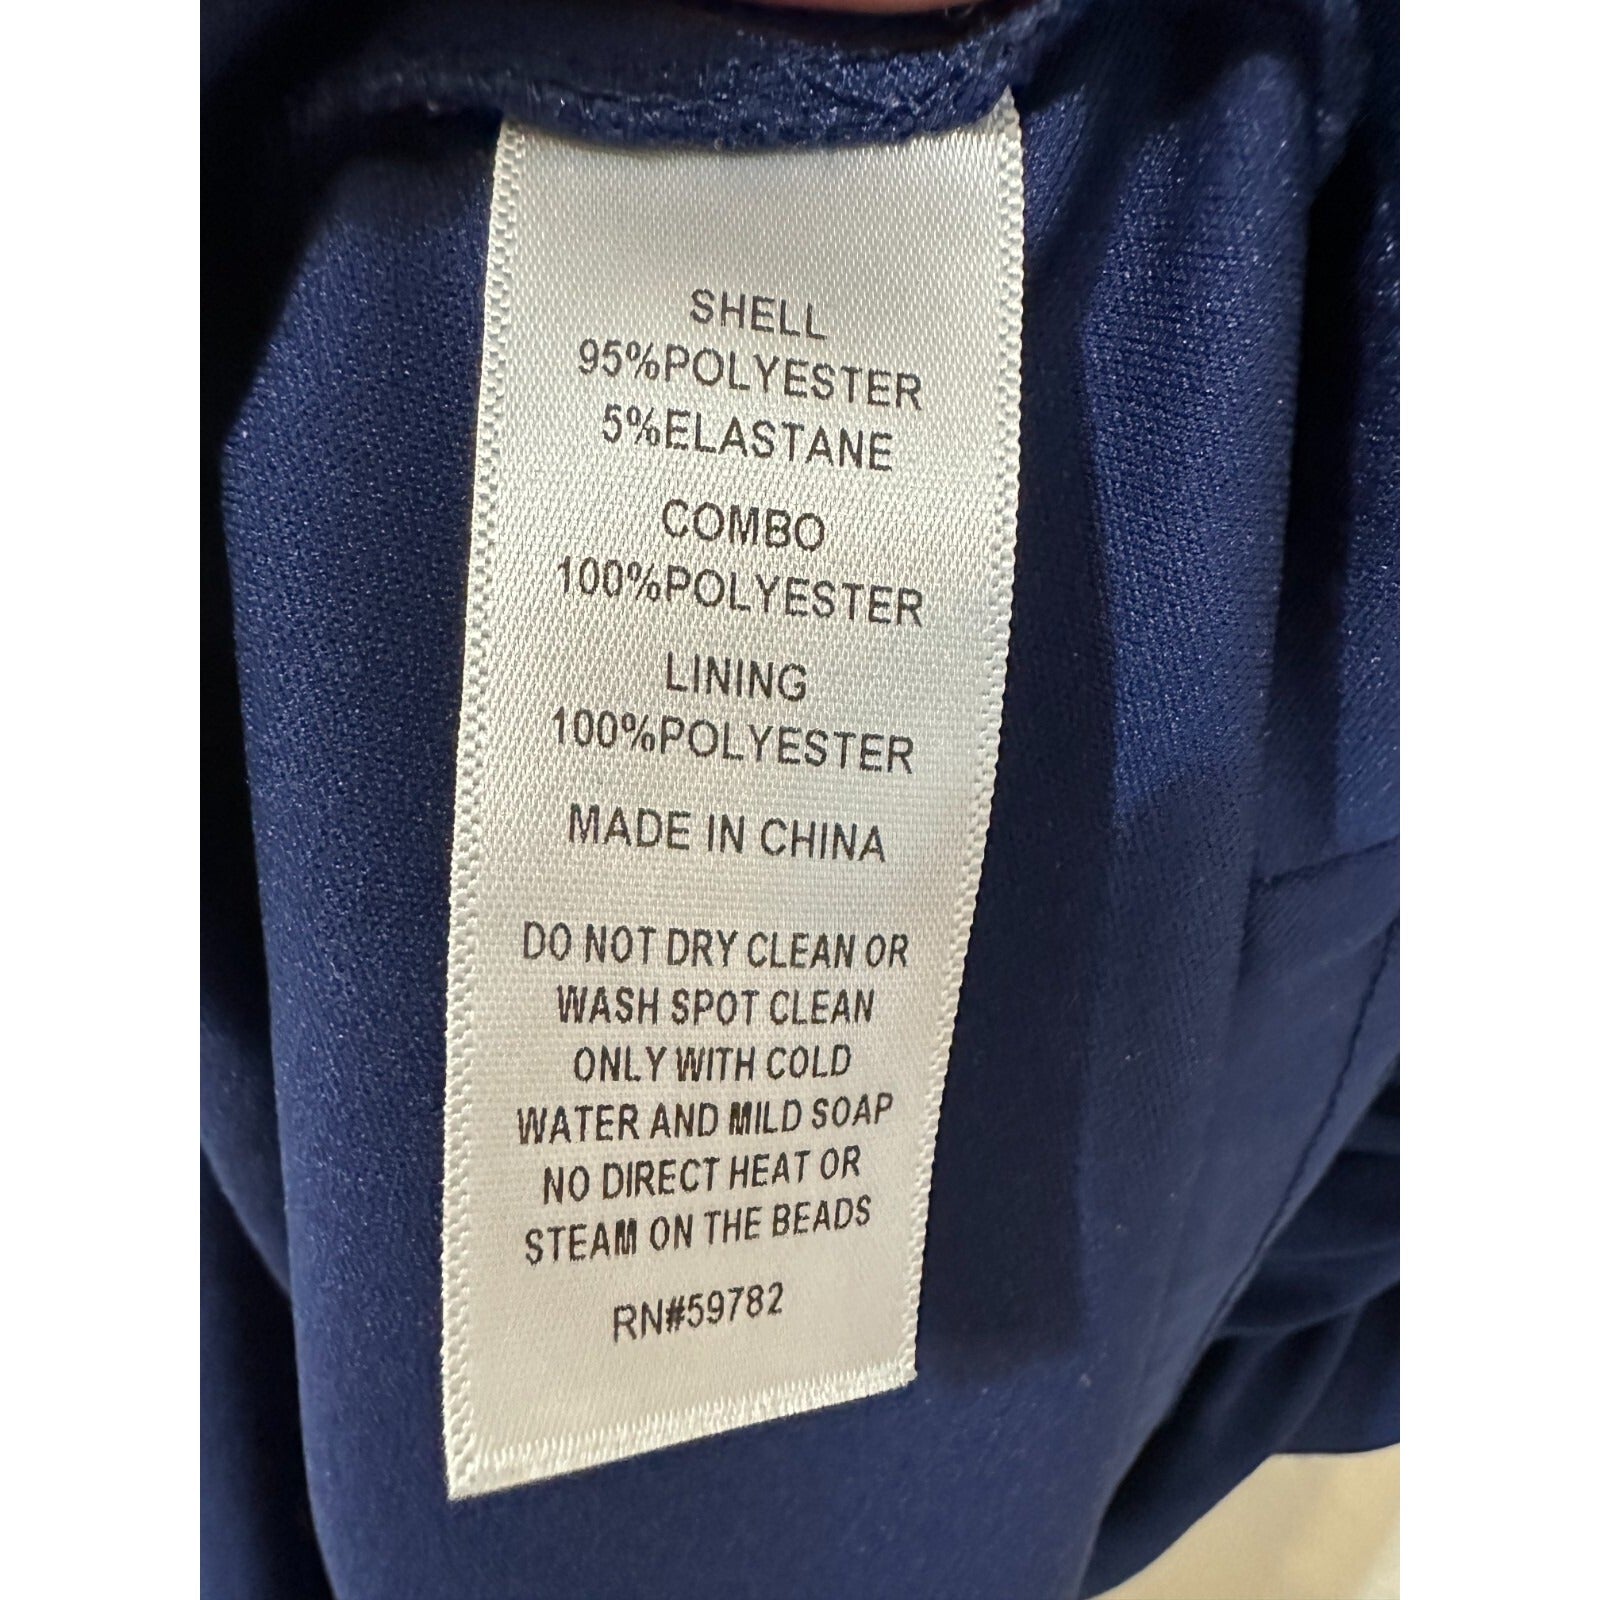 SHELL
95%POLYESTER
5%ELASTANE
COMBO
100%POLYESTER
LINING
100%POLYESTER
MADE IN CHINA
DO NOT DRY CLEAN OR
WASH SPOT CLEAN
ONLY WITH COLD
WATER AND MILD SOAP
NO DIRECT HEAT OR
STEAM ON THE BEADS
RN#59782